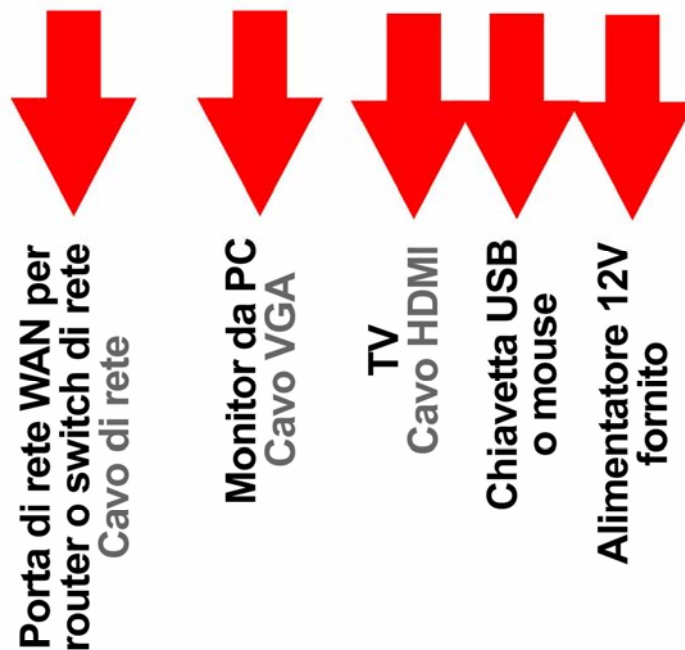 Porta di rete WAN per
router o switch di rete
Cavo di rete
Monitor da PC
Cavo VGA
TV
Cavo HDMI
Chiavetta USB
o mouse
Alimentatore 12V
fornito